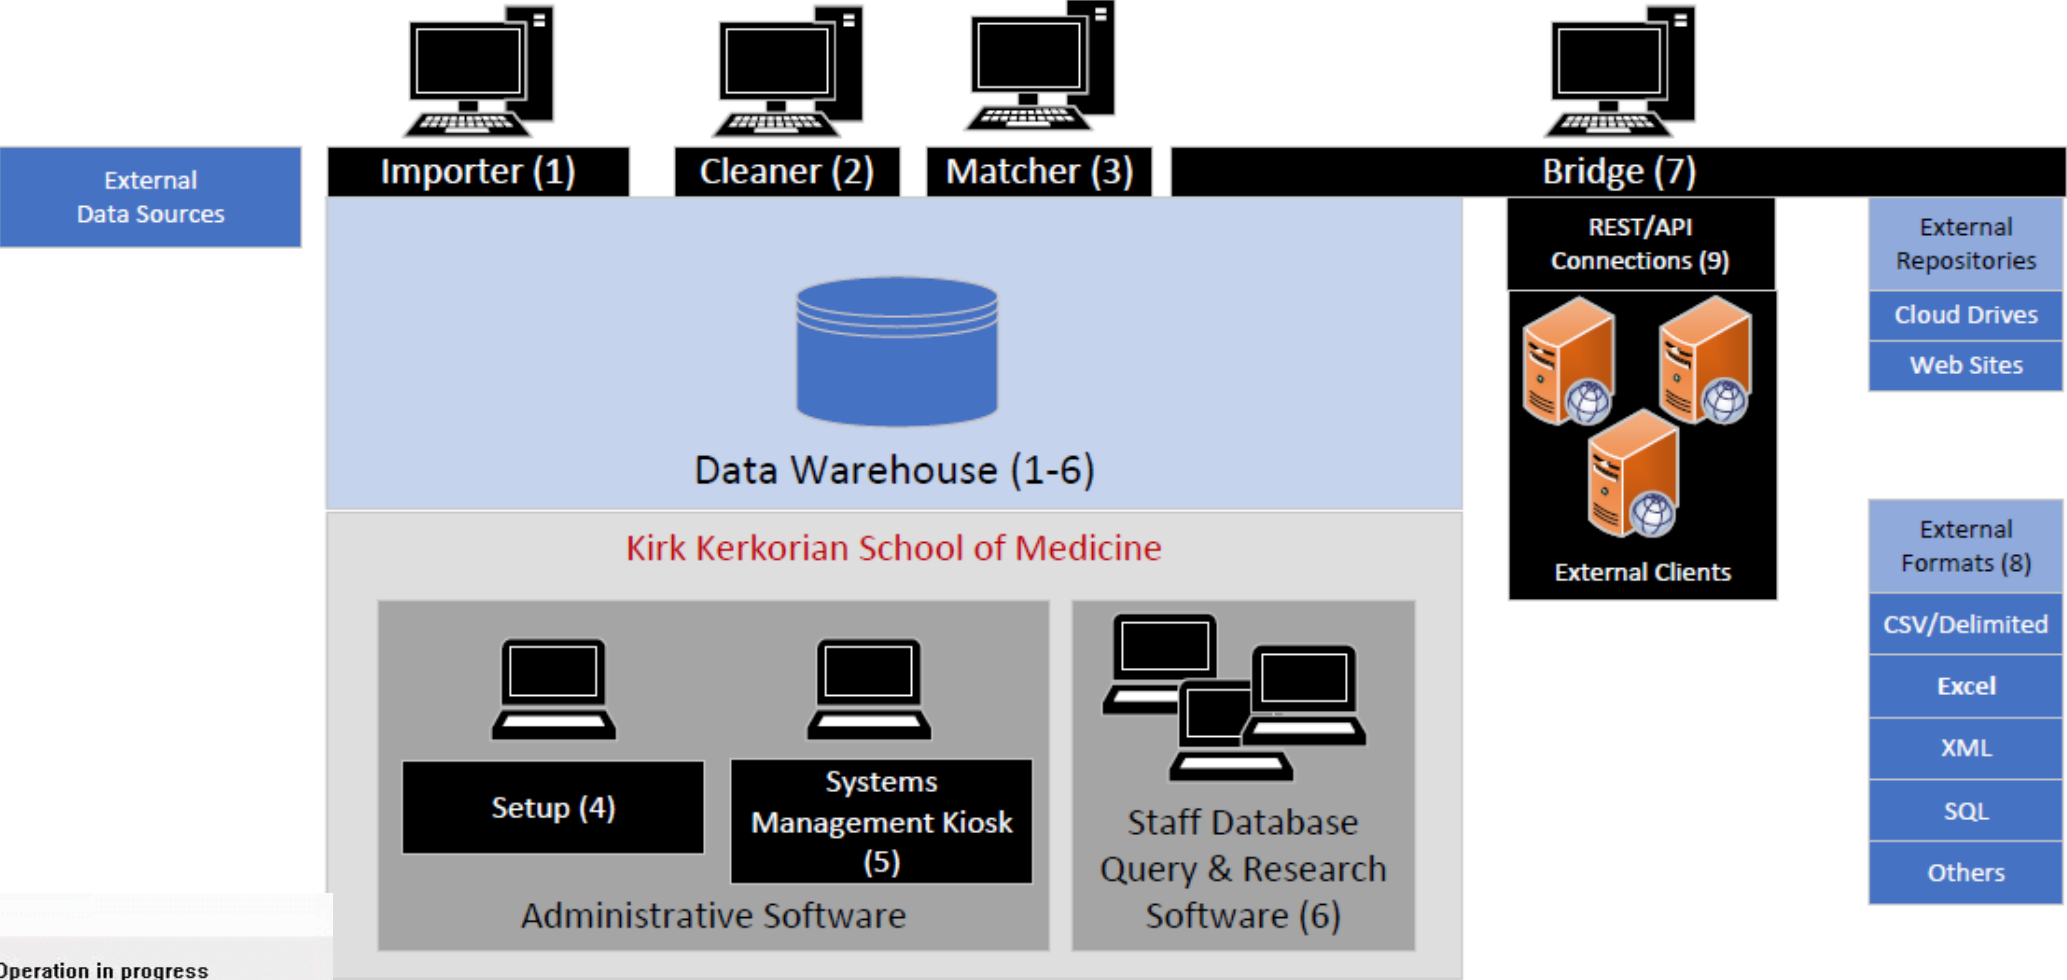 Importer (1)
Cleaner (2)
Matcher (3)
Bridge (7)
External
Data Sources
REST/API
Connections (9)
External
Repositories
Cloud Drives
Web Sites
Data Warehouse (1-6)
External Clients
Kirk Kerkorian School of Medicine
External
Formats (8)
CSV/Delimited
Excel
XML
SQL
Others
Setup (4)
Systems
Management Kiosk
(5)
Administrative Software
Staff Database
Query & Research
Software (6)
Operation in progress